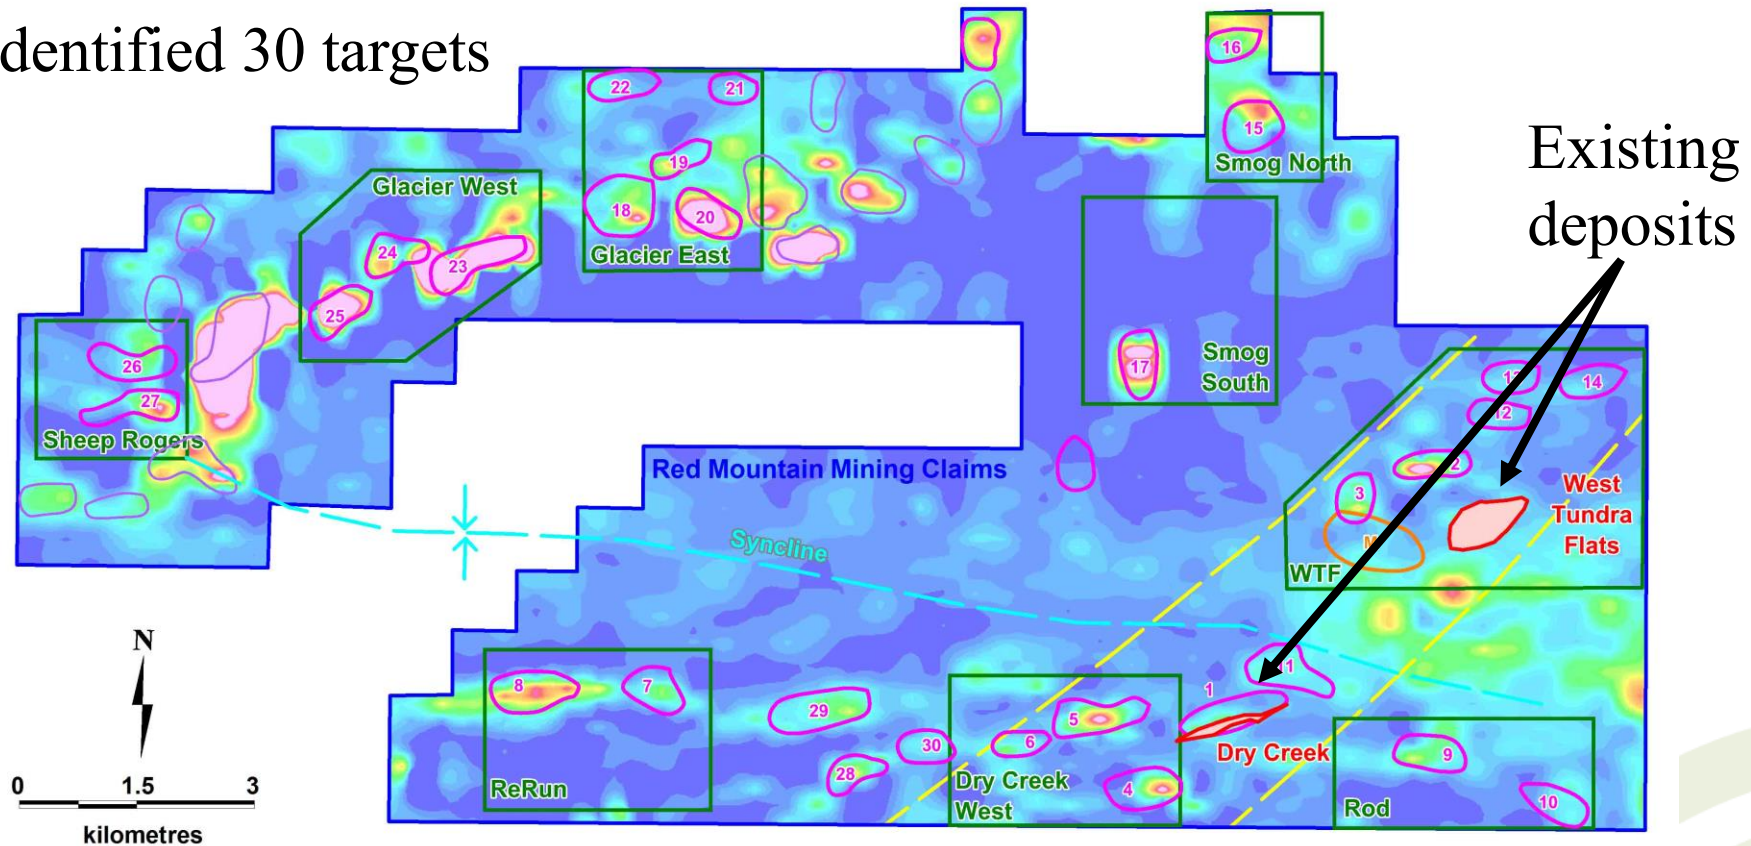 dentified 30 targets
Existing
deposits
16
15
Smog North
22
21
19
18
20
Glacier East
Glacier West
24
23
25
26
27
Sheep Rogers
17
Smog
South
13
14
12
2
3
West
Tundra
Flats
M
WTF
Red Mountain Mining Claims
Syncline
N
0 1.5 3
kilometres
8
7
ReRun
29
30
28
5
6
4
Dry Creek
West
11
1
Dry Creek
9
10
Rod